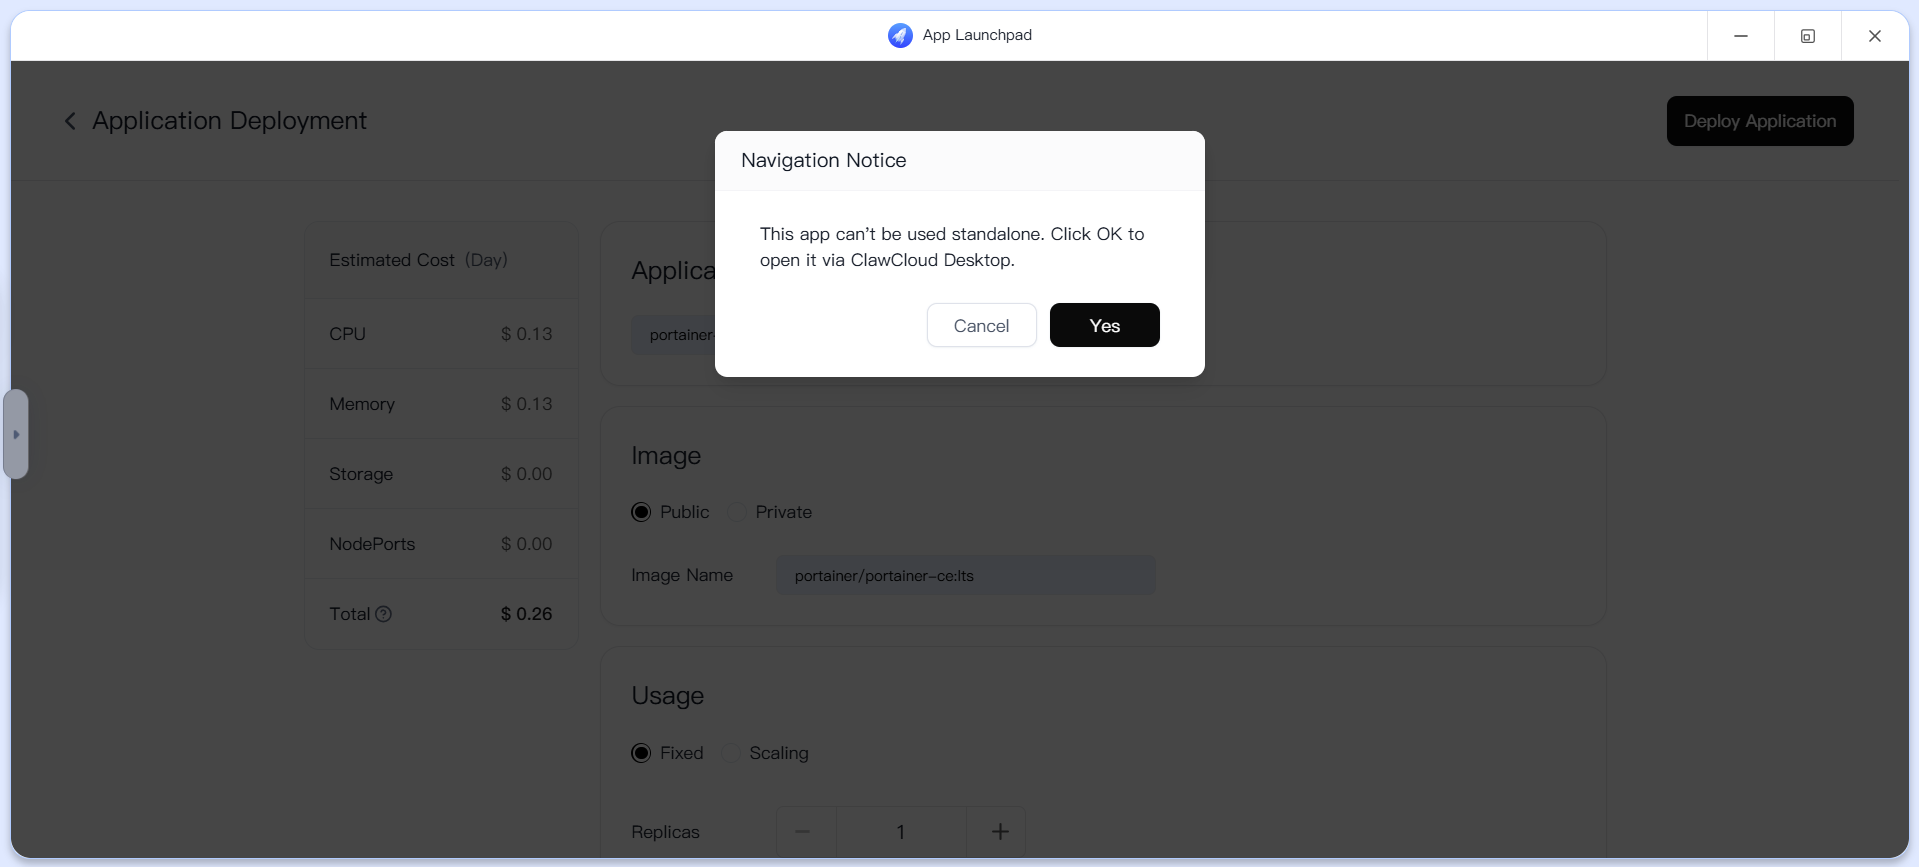 App Launchpad
Application Deployment
Deploy Application
Navigation Notice
This app can't be used standalone. Click OK to
open it via ClawCloud Desktop.
Cancel
Yes
Estimated Cost (Day)
CPU
$ 0.13
Memory
$ 0.13
Storage
$ 0.00
NodePorts
$ 0.00
Total
$ 0.26
Applica
portainer-
Image
Public
Private
Image Name
portainer/portainer-ce:lts
Usage
Fixed
Scaling
Replicas
1